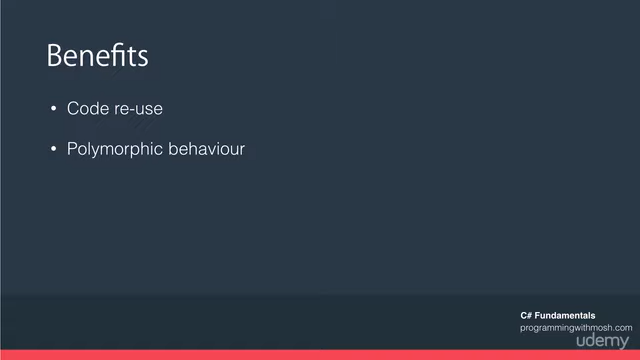 Benefits
• Code re-use
• Polymorphic behaviour
C# Fundamentals
programmingwithmosh.com
udemy